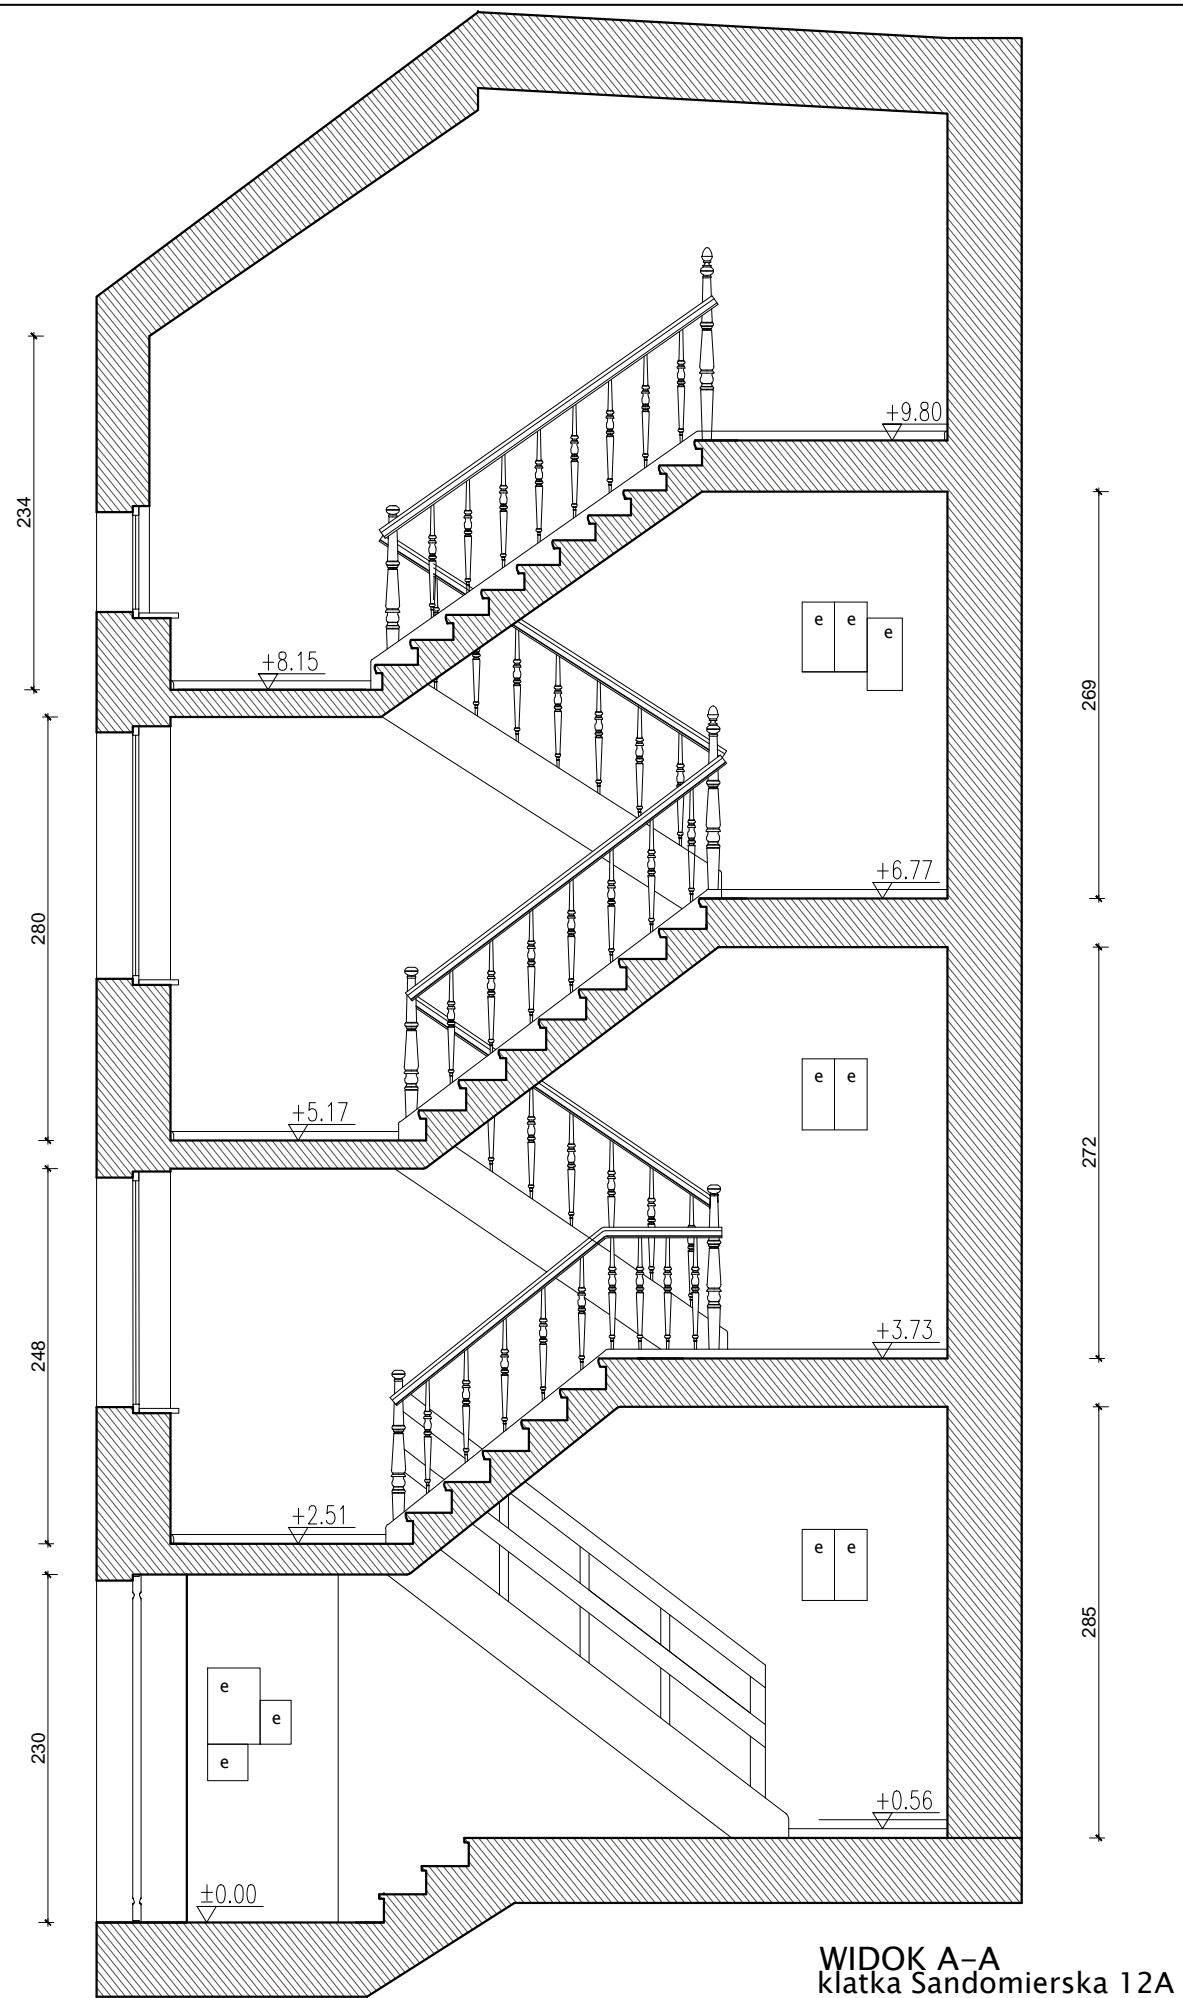 +9.80
234
e e
e
+8.15
269
+6.77
280
e e
+5.17
272
+3.73
248
e e
+2.51
285
e
e
e
230
+0.56
±0.00
WIDOK A-A
klatka Sandomierska 12A